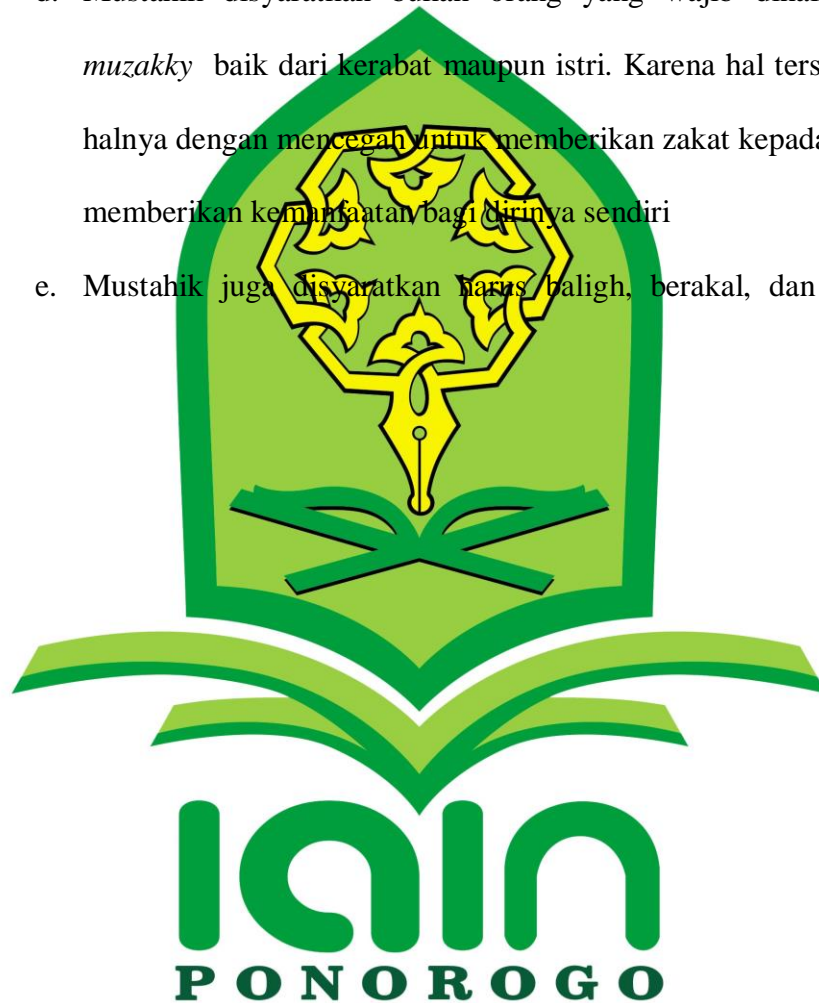 muzakky baik dari kerabat maupun istri. Karena hal
halnya dengan mencegah untuk memberikan zakat kepada
memberikan kemanfaatan bagi dirinya sendiri
e. Mustahik juga disyaratkan harus baligh, berakal, dan
IAIN
PONOROGO